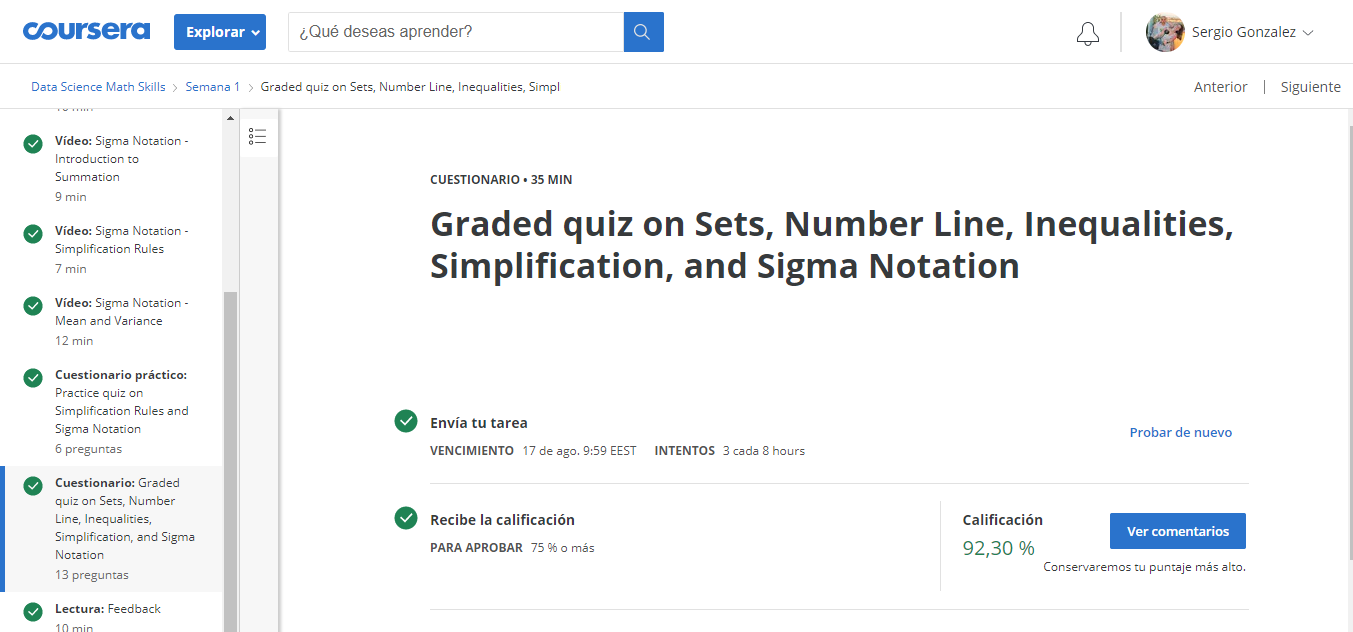 coursera
Explorar
¿Qué deseas aprender?
Sergio Gonzalez
Data Science Math Skills
Semana 1
Graded quiz on Sets, Number Line, Inequalities, Simpl
Anterior
Siguiente
Vídeo: Sigma Notation -
Introduction to
Summation
9 min
Vídeo: Sigma Notation -
Simplification Rules
7 min
Vídeo: Sigma Notation -
Mean and Variance
12 min
Cuestionario práctico:
Practice quiz on
Simplification Rules and
Sigma Notation
6 preguntas
Cuestionario: Graded
quiz on Sets, Number
Line, Inequalities,
Simplification, and Sigma
Notation
13 preguntas
Lectura: Feedback
10 min
CUESTIONARIO • 35 MIN
Graded quiz on Sets, Number Line, Inequalities,
Simplification, and Sigma Notation
Envía tu tarea
VENCIMIENTO 17 de ago. 9:59 EEST INTENTOS 3 cada 8 hours
Probar de nuevo
Recibe la calificación
PARA APROBAR 75 % o más
Calificación
92,30 %
Ver comentarios
Conservaremos tu puntaje más alto.